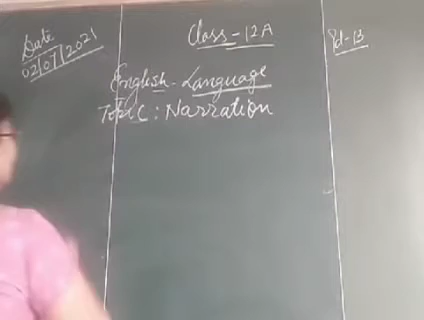 Date
02/07/2021
Class-12A
Pd-13
English-Language
Topic : Narration